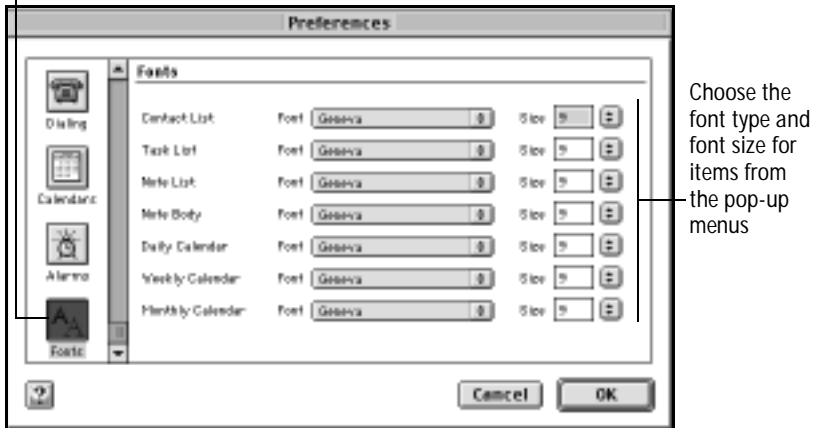 Preferences
Fonts
Dialing
Calendars
Alarms
Fonts
Contact List Font Geneva Size 9
Task List Font Geneva Size 9
Note List Font Geneva Size 9
Note Body Font Geneva Size 9
Daily Calendar Font Geneva Size 9
Weekly Calendar Font Geneva Size 9
Monthly Calendar Font Geneva Size 9
?
Cancel OK
Choose the
font type and
font size for
items from
the pop-up
menus